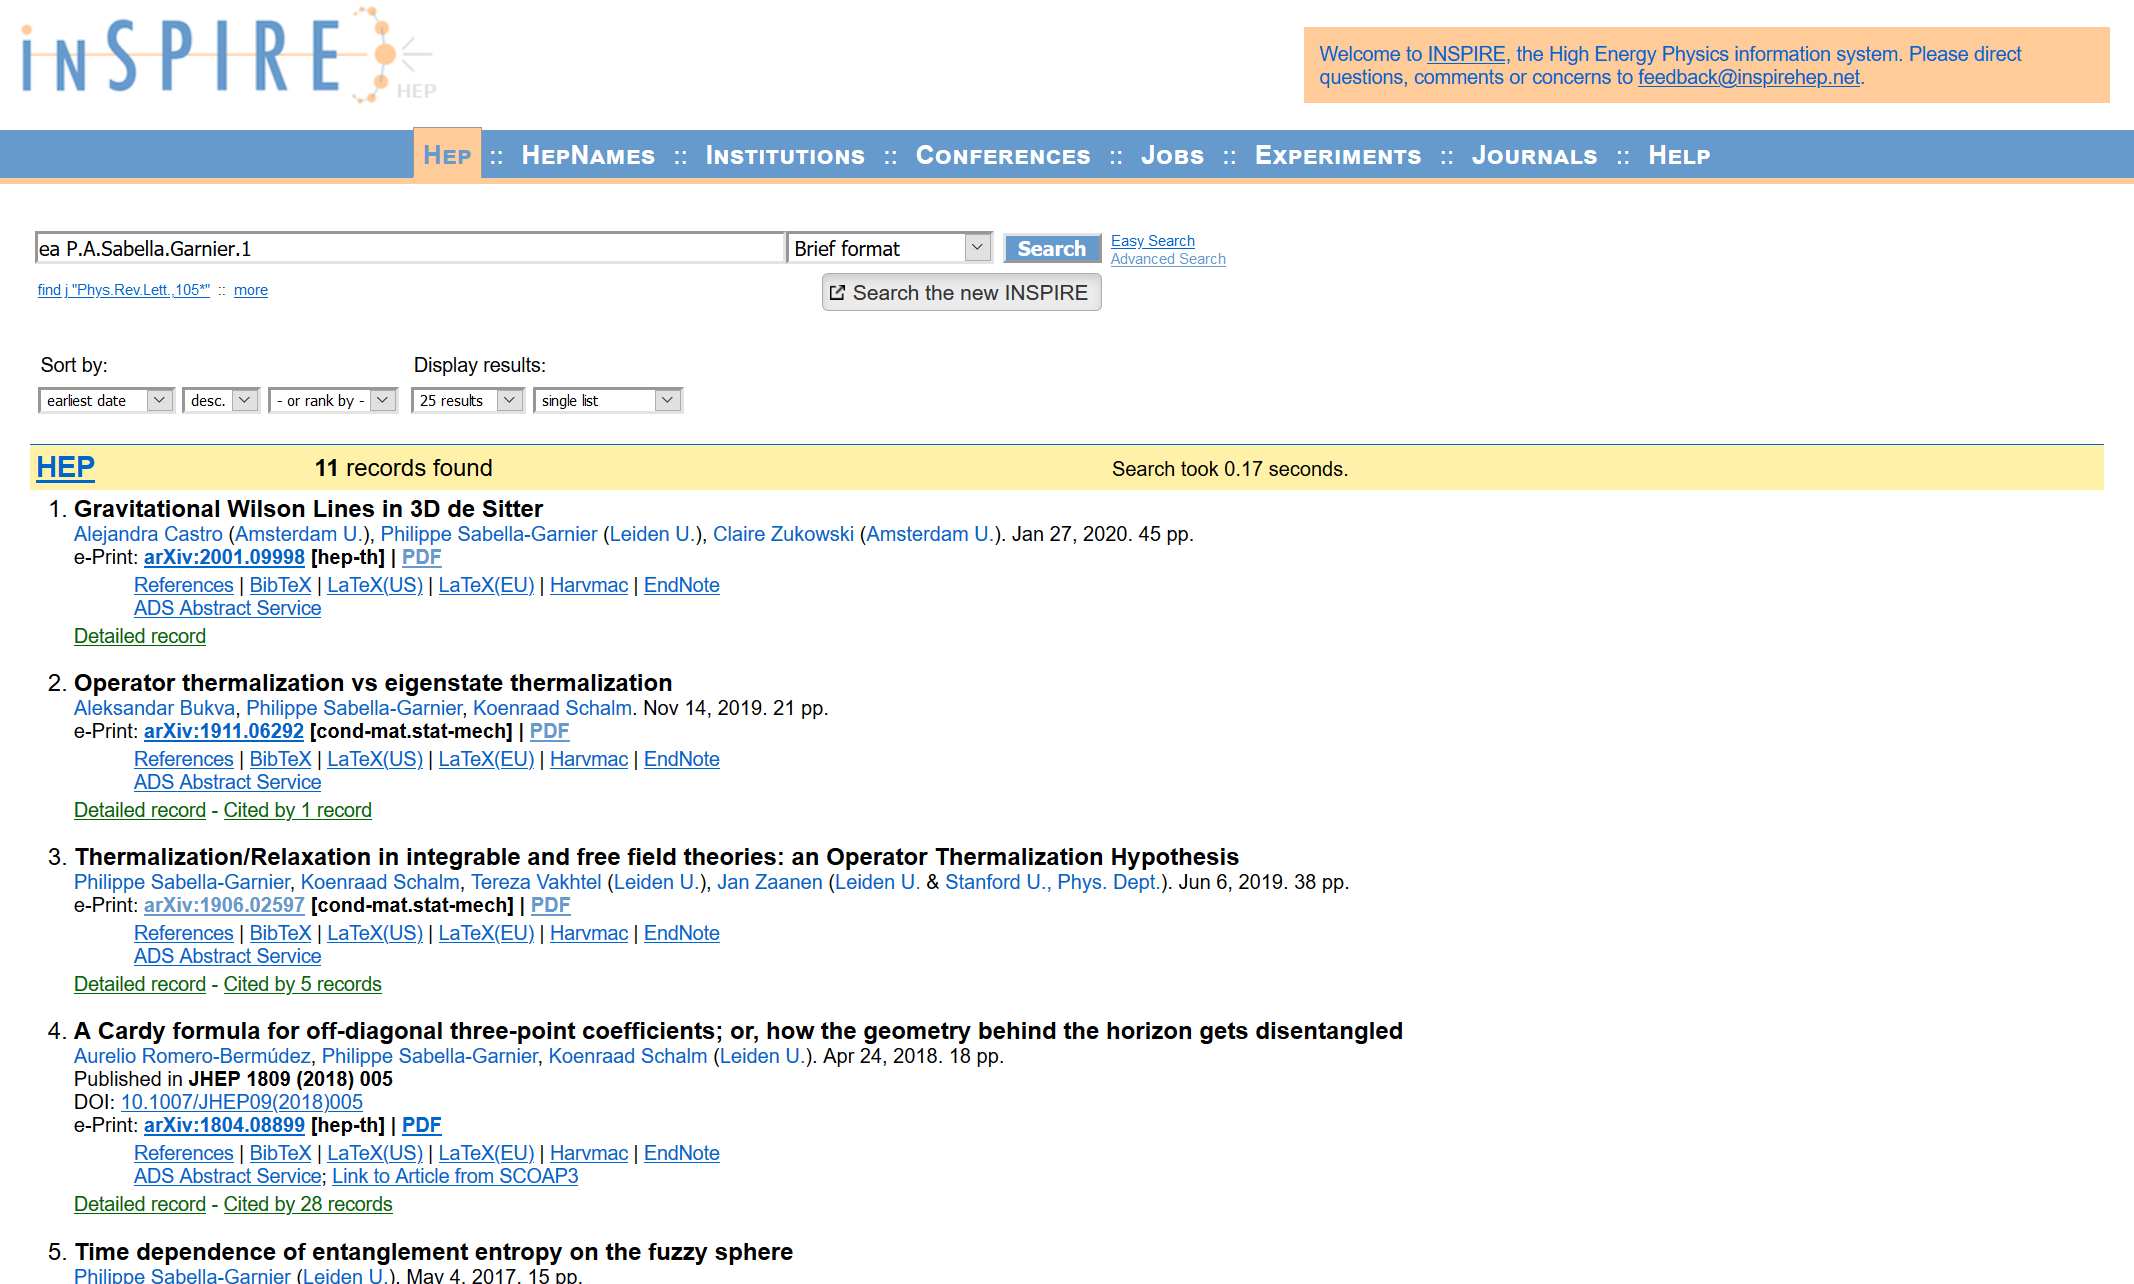 inSPIRE HEP
Welcome to INSPIRE, the High Energy Physics information system. Please direct
questions, comments or concerns to feedback@inspirehep.net.
HEP :: HEPNAMES :: INSTITUTIONS :: CONFERENCES :: JOBS :: EXPERIMENTS :: JOURNALS :: HELP
ea P.A.Sabella.Garnier.1 Brief format Search Easy Search
Advanced Search
find j "Phys.Rev.Lett.,105*" :: more Search the new INSPIRE
Sort by: Display results:
earliest date desc. - or rank by - 25 results single list
HEP 11 records found Search took 0.17 seconds.
1. Gravitational Wilson Lines in 3D de Sitter
Alejandra Castro (Amsterdam U.), Philippe Sabella-Garnier (Leiden U.), Claire Zukowski (Amsterdam U.). Jan 27, 2020. 45 pp.
e-Print: arXiv:2001.09998 [hep-th] | PDF
References | BibTeX | LaTeX(US) | LaTeX(EU) | Harvmac | EndNote
ADS Abstract Service
Detailed record
2. Operator thermalization vs eigenstate thermalization
Aleksandar Bukva, Philippe Sabella-Garnier, Koenraad Schalm. Nov 14, 2019. 21 pp.
e-Print: arXiv:1911.06292 [cond-mat.stat-mech] | PDF
References | BibTeX | LaTeX(US) | LaTeX(EU) | Harvmac | EndNote
ADS Abstract Service
Detailed record - Cited by 1 record
3. Thermalization/Relaxation in integrable and free field theories: an Operator Thermalization Hypothesis
Philippe Sabella-Garnier, Koenraad Schalm, Tereza Vakhtel (Leiden U.), Jan Zaanen (Leiden U. & Stanford U., Phys. Dept.). Jun 6, 2019. 38 pp.
e-Print: arXiv:1906.02597 [cond-mat.stat-mech] | PDF
References | BibTeX | LaTeX(US) | LaTeX(EU) | Harvmac | EndNote
ADS Abstract Service
Detailed record - Cited by 5 records
4. A Cardy formula for off-diagonal three-point coefficients; or, how the geometry behind the horizon gets disentangled
Aurelio Romero-Bermúdez, Philippe Sabella-Garnier, Koenraad Schalm (Leiden U.). Apr 24, 2018. 18 pp.
Published in JHEP 1809 (2018) 005
DOI: 10.1007/JHEP09(2018)005
e-Print: arXiv:1804.08899 [hep-th] | PDF
References | BibTeX | LaTeX(US) | LaTeX(EU) | Harvmac | EndNote
ADS Abstract Service; Link to Article from SCOAP3
Detailed record - Cited by 28 records
5. Time dependence of entanglement entropy on the fuzzy sphere
Philippe Sabella-Garnier (Leiden U.). May 4, 2017. 15 pp.